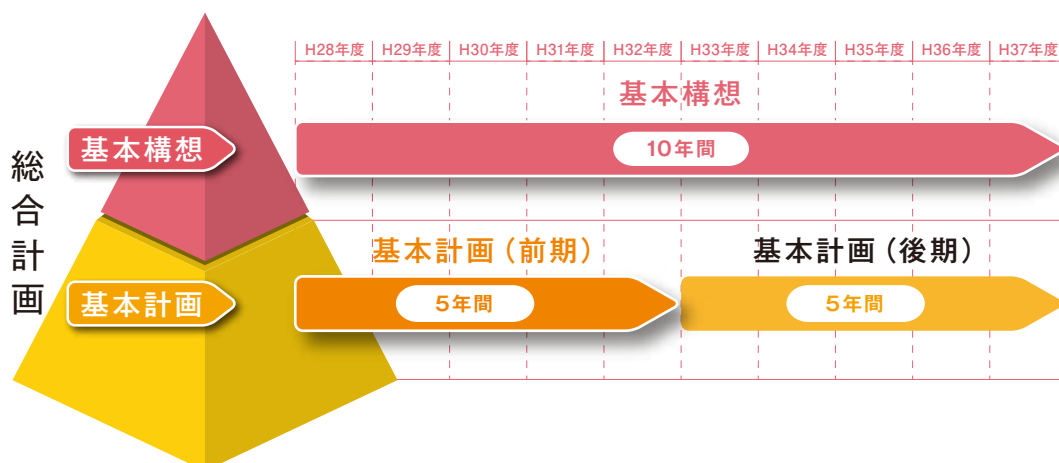 総合計画
H28年度 H29年度 H30年度 H31年度 H32年度 H33年度 H34年度 H35年度 H36年度 H37年度
基本構想
基本構想
10年間
基本計画（前期）
基本計画（後期）
基本計画
5年間
5年間